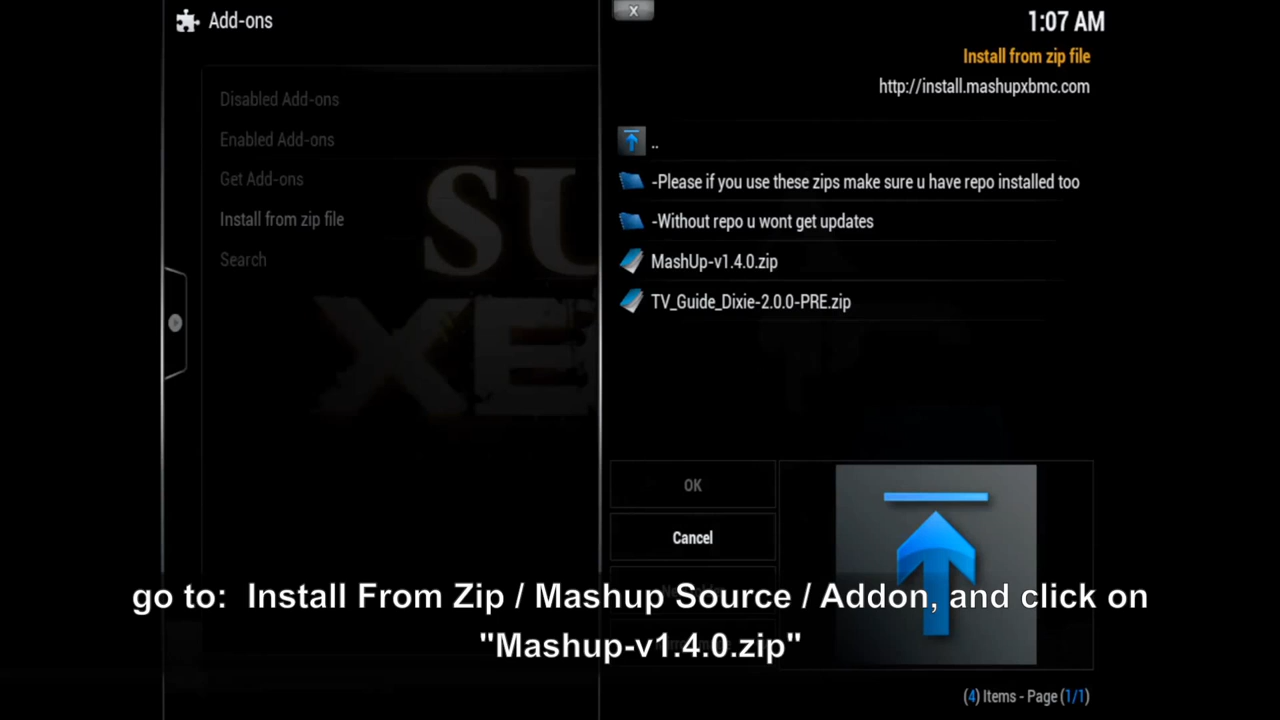 Add-ons
X
1:07 AM
Install from zip file
http://install.mashupxbmc.com
Disabled Add-ons
Enabled Add-ons
Get Add-ons
Install from zip file
Search
SU
XB
..
-Please if you use these zips make sure u have repo installed too
-Without repo u wont get updates
MashUp-v1.4.0.zip
TV_Guide_Dixie-2.0.0-PRE.zip
OK
Cancel
go to:  Install From Zip / Mashup Source / Addon, and click on
"Mashup-v1.4.0.zip"
(4) Items - Page (1/1)